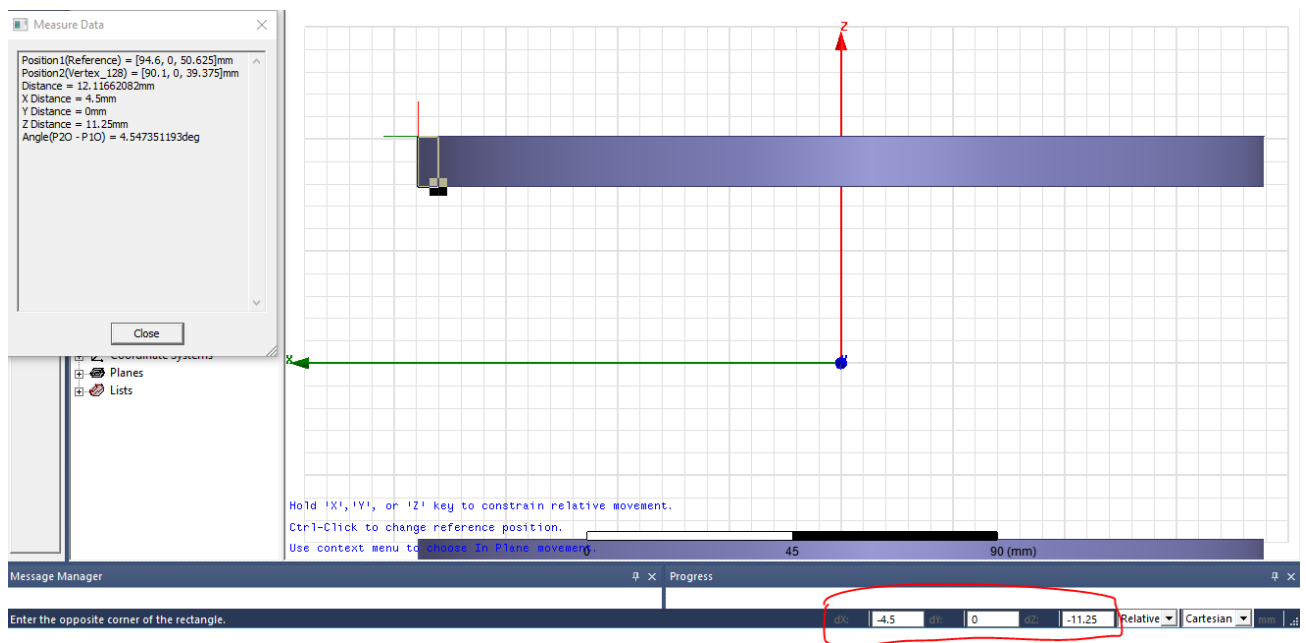 Measure Data
Position1(Reference) = [94.6, 0, 50.625]mm
Position2(Vertex_128) = [90.1, 0, 39.375]mm
Distance = 12.11662082mm
X Distance = 4.5mm
Y Distance = 0mm
Z Distance = 11.25mm
Angle(P2O - P1O) = 4.547351193deg
Close
Z
X
Coordinate Systems
Planes
Lists
Hold 'X','Y', or 'Z' key to constrain relative movement.
Ctrl-Click to change reference position.
Use context menu to choose In Plane movement.
0 45 90 (mm)
Message Manager Progress
Enter the opposite corner of the rectangle. dX: -4.5 dY: 0 dZ: -11.25 Relative Cartesian mm